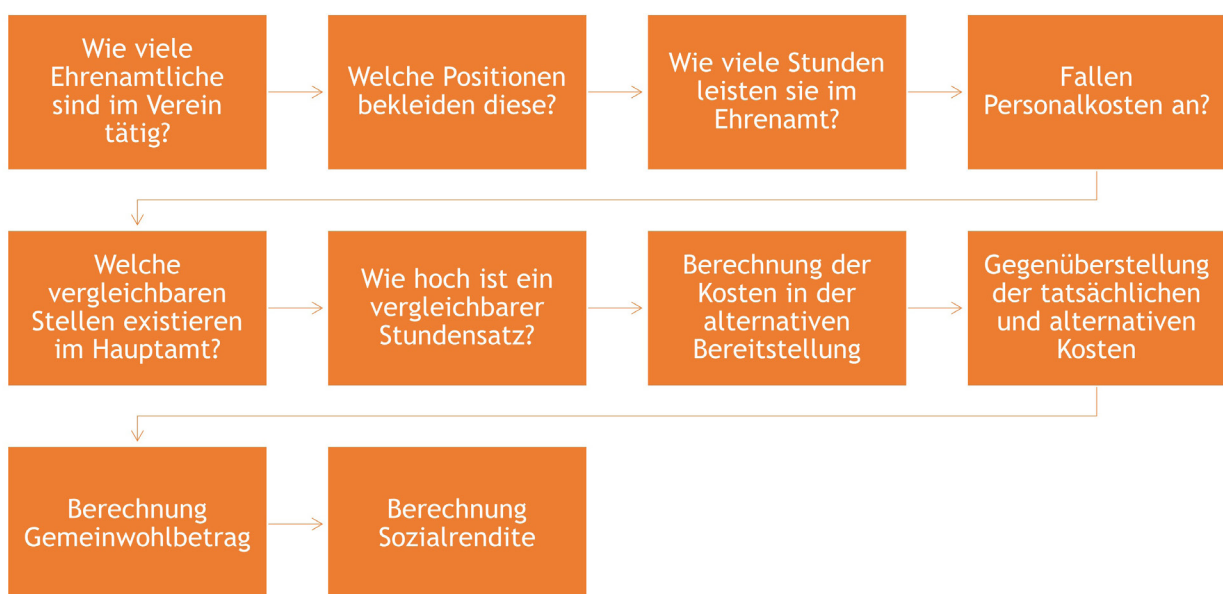 Wie viele
Ehrenamtliche
sind im Verein
tätig?
Welche Positionen
bekleiden diese?
Wie viele Stunden
leisten sie im
Ehrenamt?
Fallen
Personalkosten an?
Welche
vergleichbaren
Stellen existieren
im Hauptamt?
Wie hoch ist ein
vergleichbarer
Stundensatz?
Berechnung der
Kosten in der
alternativen
Bereitstellung
Gegenüberstellung
der tatsächlichen
und alternativen
Kosten
Berechnung
Gemeinwohlbetrag
Berechnung
Sozialrendite